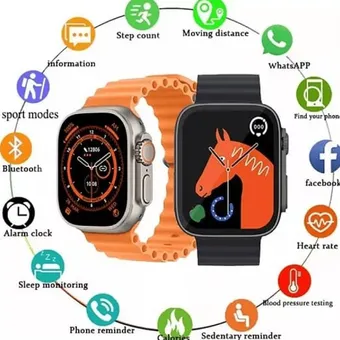 Step count
Moving distance
information
WhatsAPP
sport modes
Find your phone
Bluetooth
facebook
Alarm clock
Heart rate
Sleep monitoring
Blood pressure testing
Phone reminder
Calories
Sedentary reminder